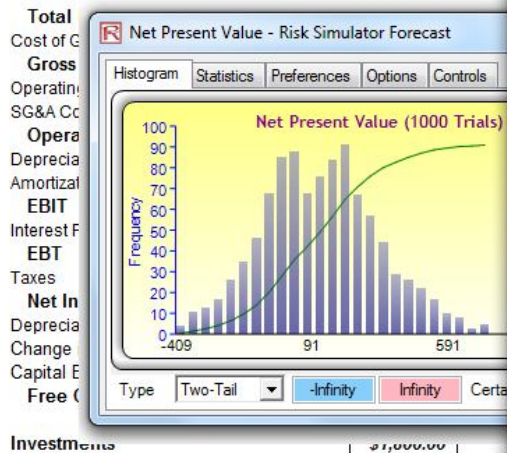 Total
Cost of G
Gross
Operating
SG&A Co
Opera
Deprecia
Amortizat
EBIT
Interest P
EBT
Taxes
Net In
Deprecia
Change
Capital E
Free C
Investments
$1,800.00
Net Present Value - Risk Simulator Forecast
Histogram Statistics Preferences Options Controls
Net Present Value (1000 Trials)
Frequency
100
90
80
70
60
50
40
30
20
10
0
-409 91 591
Type Two-Tail -Infinity Infinity Certa